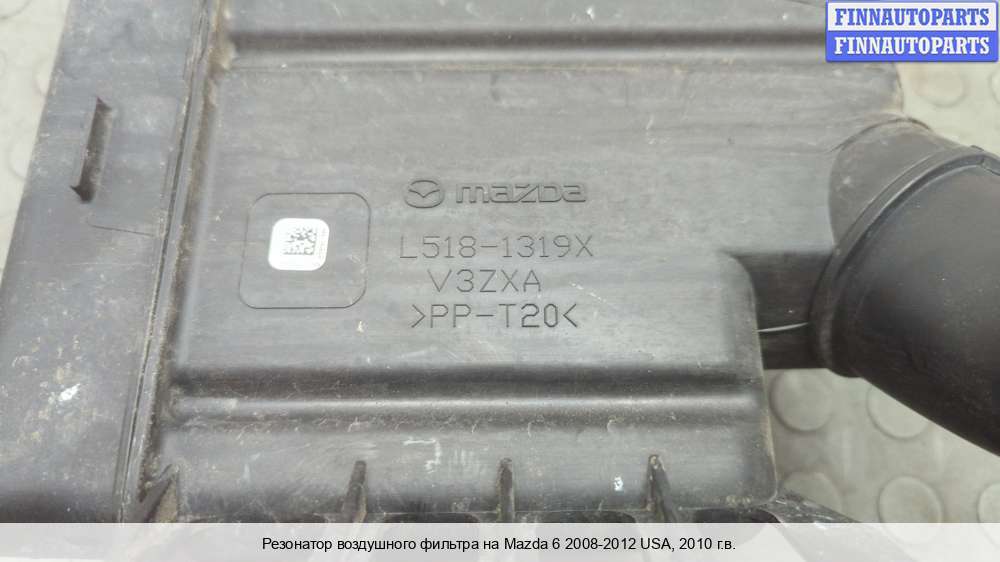 FINNAUTOPARTS
FINNAUTOPARTS
mazda
L518-1319X
V3ZXA
>PP-T20<
Резонатор воздушного фильтра на Mazda 6 2008-2012 USA, 2010 г.в.